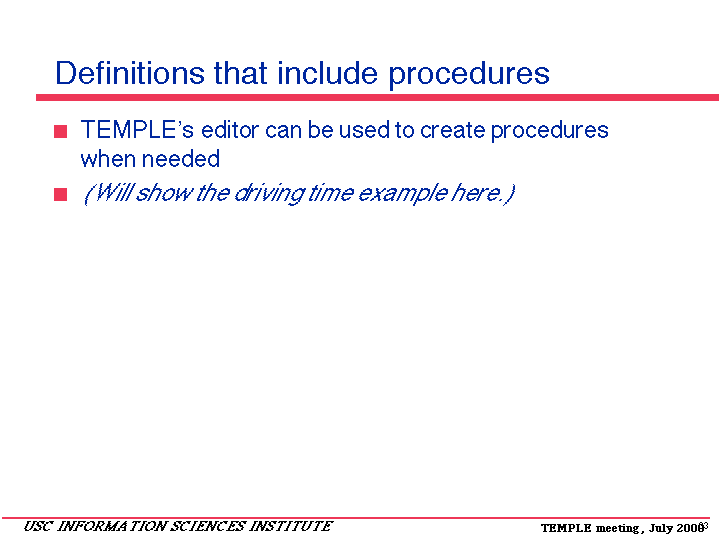 Definitions that include procedures
TEMPLE's editor can be used to create procedures
when needed
(Will show the driving time example here.)
USC INFORMATION SCIENCES INSTITUTE
TEMPLE meeting, July 2000